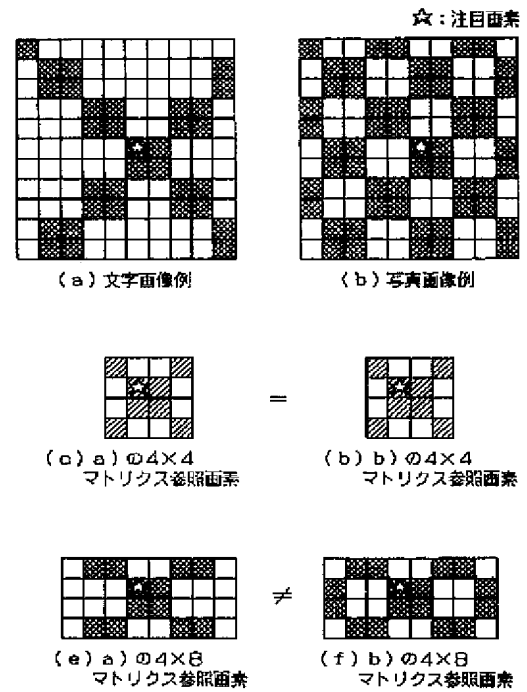 ☆:注目画素
(a)文字画像例
(b)写真画像例
=
(c)a)の4×4
マトリクス参照画素
(b)b)の4×4
マトリクス参照画素
≠
(e)a)の4×8
マトリクス参照画素
(f)b)の4×8
マトリクス参照画素